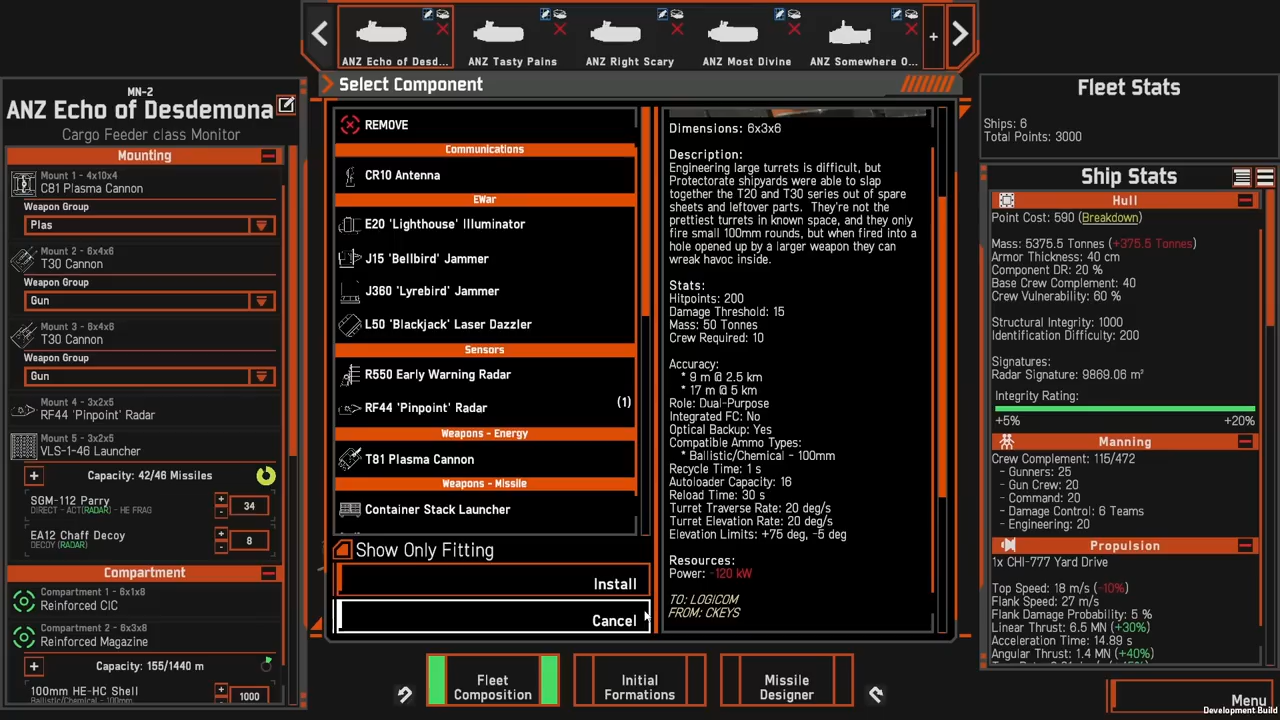 ANZ Echo of Desd...
ANZ Tasty Pains
ANZ Right Scary
ANZ Most Divine
ANZ Somewhere O...
+
MN-2
ANZ Echo of Desdemona
Cargo Feeder class Monitor
Mounting
Mount 1 - 4x10x4
C81 Plasma Cannon
Weapon Group
Plas
Mount 2 - 6x4x6
T30 Cannon
Weapon Group
Gun
Mount 3 - 6x4x6
T30 Cannon
Weapon Group
Gun
Mount 4 - 3x2x5
RF44 'Pinpoint' Radar
Mount 5 - 3x2x5
VLS-1-46 Launcher
+
Capacity: 42/46 Missiles
SGM-112 Parry
DIRECT - ACT(RADAR) - HE FRAG
+
-
34
EA12 Chaff Decoy
DECOY (RADAR)
+
-
8
Compartment
Compartment 1 - 6x1x8
Reinforced CIC
Compartment 2 - 6x3x8
Reinforced Magazine
+
Capacity: 155/1440 m
100mm HE-HC Shell
Ballistic/Chemical - 100mm
+
1000
Select Component
REMOVE
Communications
CR10 Antenna
EWar
E20 'Lighthouse' Illuminator
J15 'Bellbird' Jammer
J360 'Lyrebird' Jammer
L50 'Blackjack' Laser Dazzler
Sensors
R550 Early Warning Radar
RF44 'Pinpoint' Radar
(1)
Weapons - Energy
T81 Plasma Cannon
Weapons - Missile
Container Stack Launcher
Show Only Fitting
Install
Cancel
Dimensions: 6x3x6
Description:
Engineering large turrets is difficult, but
Protectorate shipyards were able to slap
together the T20 and T30 series out of spare
sheets and leftover parts. They're not the
prettiest turrets in known space, and they only
fire small 100mm rounds, but when fired into a
hole opened up by a larger weapon they can
wreak havoc inside.
Stats:
Hitpoints: 200
Damage Threshold: 15
Mass: 50 Tonnes
Crew Required: 10
Accuracy:
* 9 m @ 2.5 km
* 17 m @ 5 km
Role: Dual-Purpose
Integrated FC: No
Optical Backup: Yes
Compatible Ammo Types:
* Ballistic/Chemical - 100mm
Recycle Time: 1 s
Autoloader Capacity: 16
Reload Time: 30 s
Turret Traverse Rate: 20 deg/s
Turret Elevation Rate: 20 deg/s
Elevation Limits: +75 deg, -5 deg
Resources:
Power: -120 kW
TO: LOGICOM
FROM: CKEYS
Fleet Stats
Ships: 6
Total Points: 3000
Ship Stats
Hull
Point Cost: 590 (Breakdown)
Mass: 5375.5 Tonnes (+375.5 Tonnes)
Armor Thickness: 40 cm
Component DR: 20 %
Base Crew Complement: 40
Crew Vulnerability: 60 %
Structural Integrity: 1000
Identification Difficulty: 200
Signatures:
Radar Signature: 9869.06 m²
Integrity Rating:
+5%
+20%
Manning
Crew Complement: 115/472
- Gunners: 25
- Gun Crew: 20
- Command: 20
- Damage Control: 6 Teams
- Engineering: 20
Propulsion
1x CHI-777 Yard Drive
Top Speed: 18 m/s (-10%)
Flank Speed: 27 m/s
Flank Damage Probability: 5 %
Linear Thrust: 6.5 MN (+30%)
Acceleration Time: 14.89 s
Angular Thrust: 1.4 MN (+40%)
Fleet
Composition
Initial
Formations
Missile
Designer
Menu
Development Build